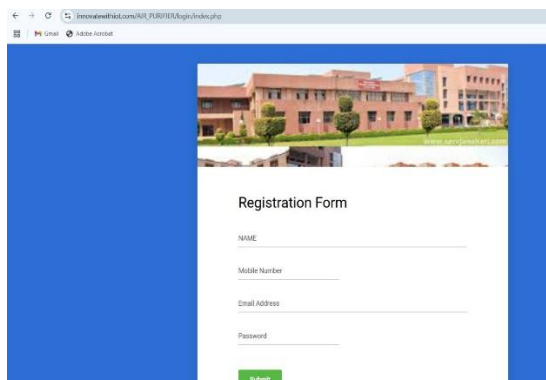 innovatewithiot.com/AIR_PURIFIER/login/index.php
Gmail
Adobe Acrobat
Registration Form
NAME
Mobile Number
Email Address
Password
Submit